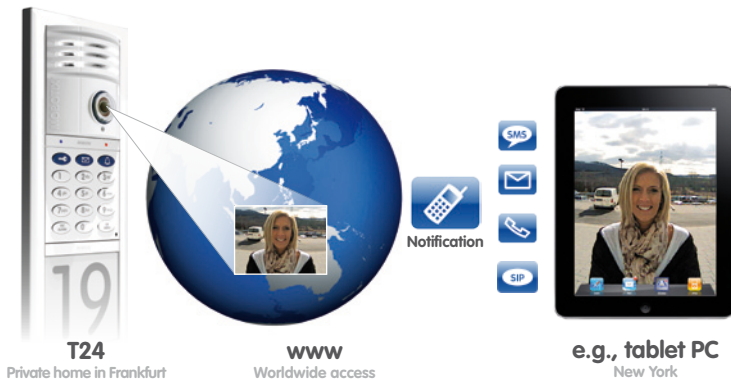 SMS
Notification
SIP
19
T24
Private home in Frankfurt
www
Worldwide access
e.g., tablet PC
New York